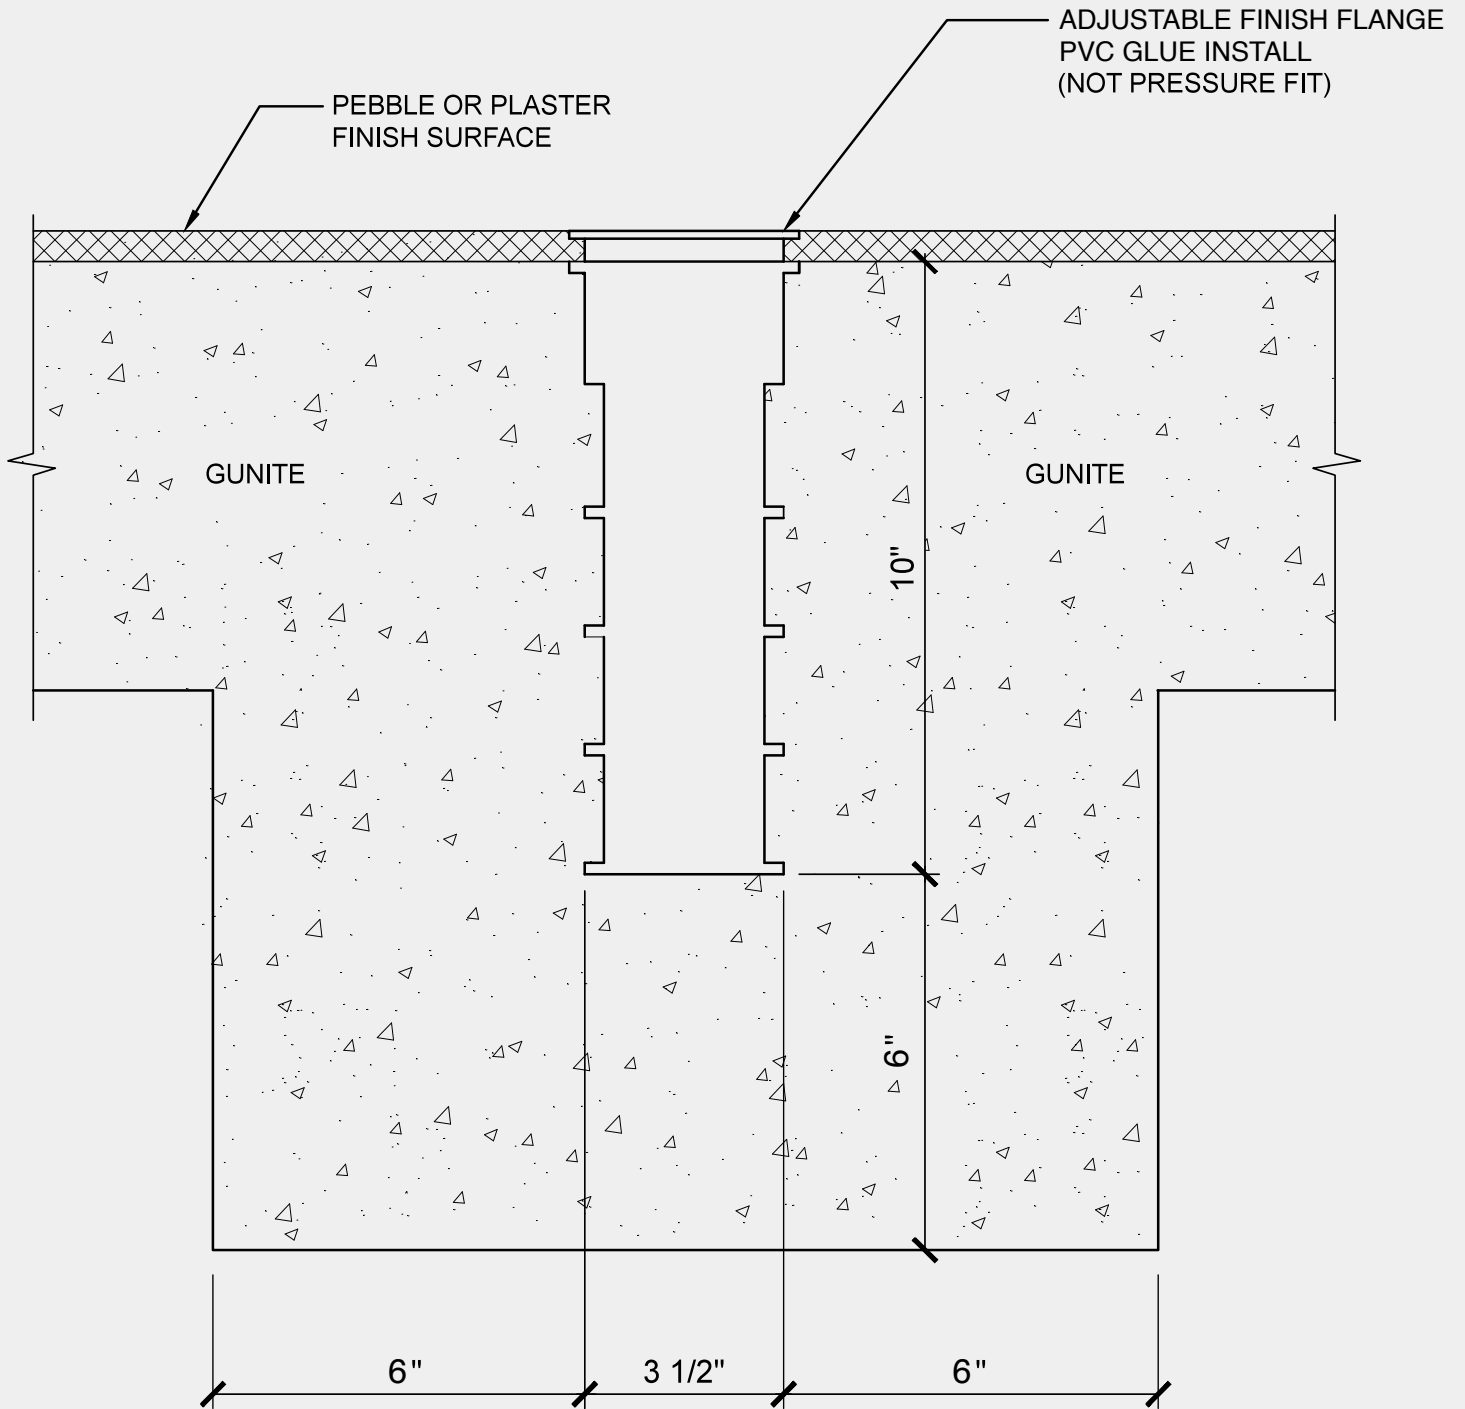 ADJUSTABLE FINISH FLANGE
PVC GLUE INSTALL
(NOT PRESSURE FIT)
PEBBLE OR PLASTER
FINISH SURFACE
GUNITE
GUNITE
10"
6"
6"
3 1/2"
6"